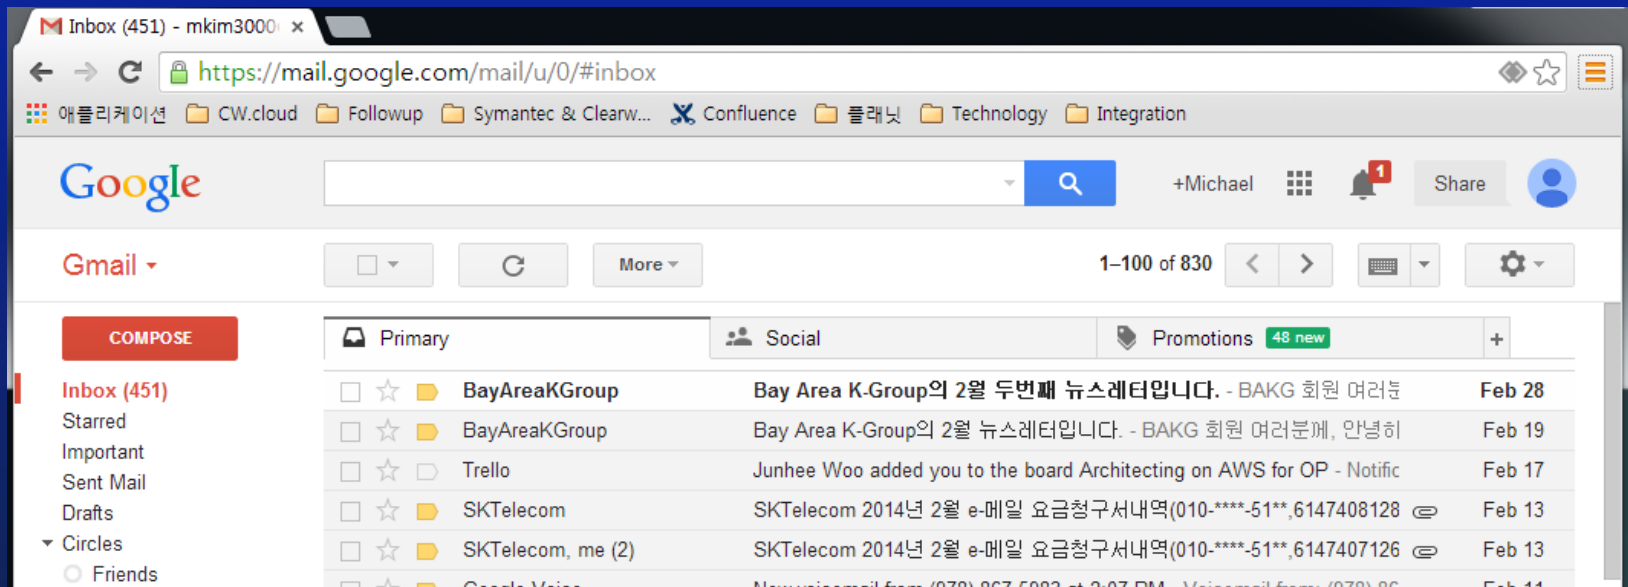 Inbox (451) - mkim3000
https://mail.google.com/mail/u/0/#inbox
애플리케이션 CW.cloud Followup Symantec & Clearw... Confluence 플래닛 Technology Integration
Google +Michael 1 Share
Gmail More 1–100 of 830
COMPOSE Primary Social Promotions 48 new +
Inbox (451) BayAreaKGroup Bay Area K-Group의 2월 두번째 뉴스레터입니다. - BAKG 회원 여러분 Feb 28
Starred BayAreaKGroup Bay Area K-Group의 2월 뉴스레터입니다. - BAKG 회원 여러분께, 안녕히 Feb 19
Important
Trello Junhee Woo added you to the board Architecting on AWS for OP - Notific Feb 17
Sent Mail
Drafts SKTelecom SKTelecom 2014년 2월 e-메일 요금청구서내역(010-****-51**,6147408128 Feb 13
Circles SKTelecom, me (2) SKTelecom 2014년 2월 e-메일 요금청구서내역(010-****-51**,6147407126 Feb 13
Friends